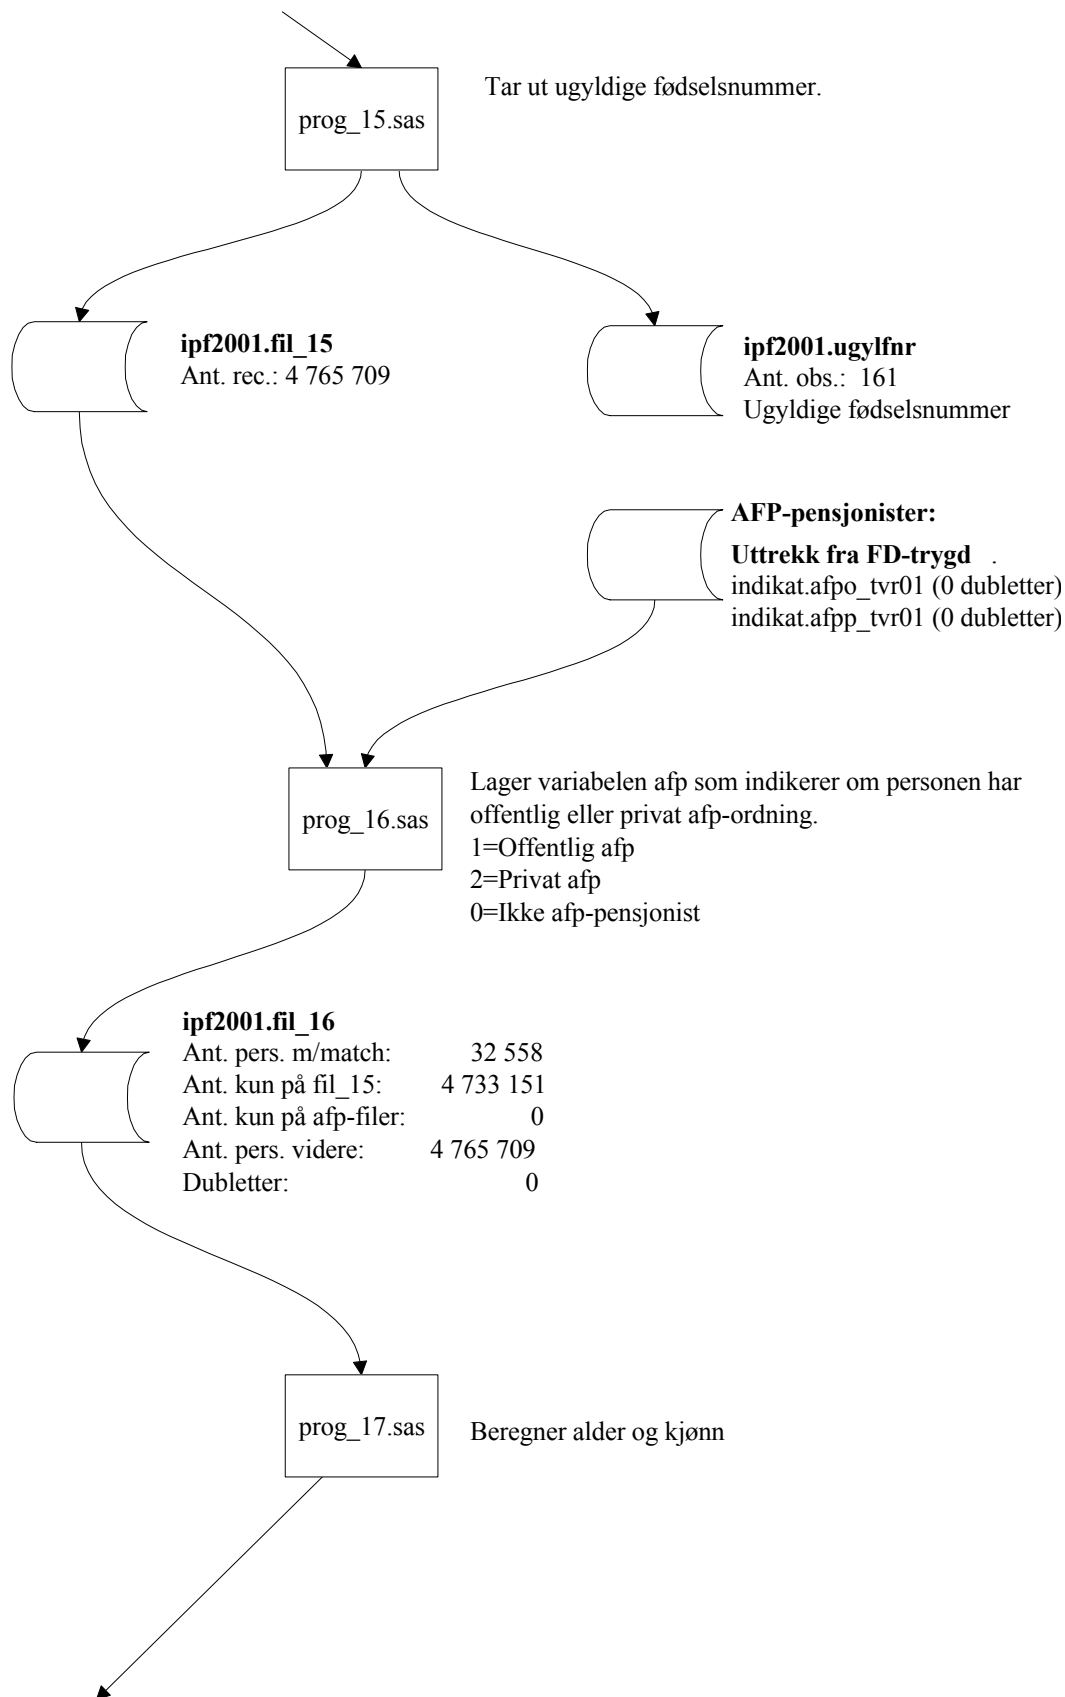 Tar ut ugyldige fødselsnummer.
prog_15.sas
ipf2001.fil_15
Ant. rec.: 4 765 709
ipf2001.ugylfnr
Ant. obs.: 161
Ugyldige fødselsnummer
AFP-pensjonister:
Uttrekk fra FD-trygd .
indikat.afpo_tvr01 (0 dubletter)
indikat.afpp_tvr01 (0 dubletter)
prog_16.sas
Lager variabelen afp som indikerer om personen har
offentlig eller privat afp-ordning.
1=Offentlig afp
2=Privat afp
0=Ikke afp-pensjonist
ipf2001.fil_16
Ant. pers. m/match: 32 558
Ant. kun på fil_15: 4 733 151
Ant. kun på afp-filer: 0
Ant. pers. videre: 4 765 709
Dubletter: 0
prog_17.sas
Beregner alder og kjønn